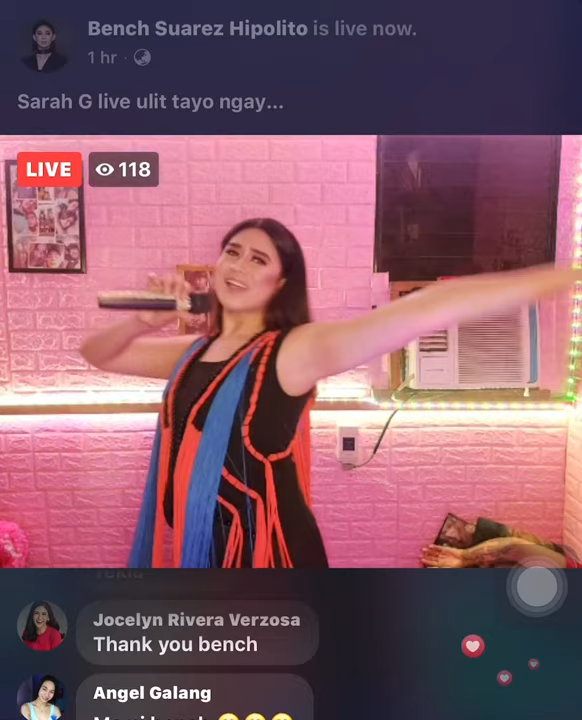 Bench Suarez Hipolito is live now.
1 hr ·
Sarah G live ulit tayo ngay...
LIVE
118
Jocelyn Rivera Verzosa
Thank you bench
Angel Galang